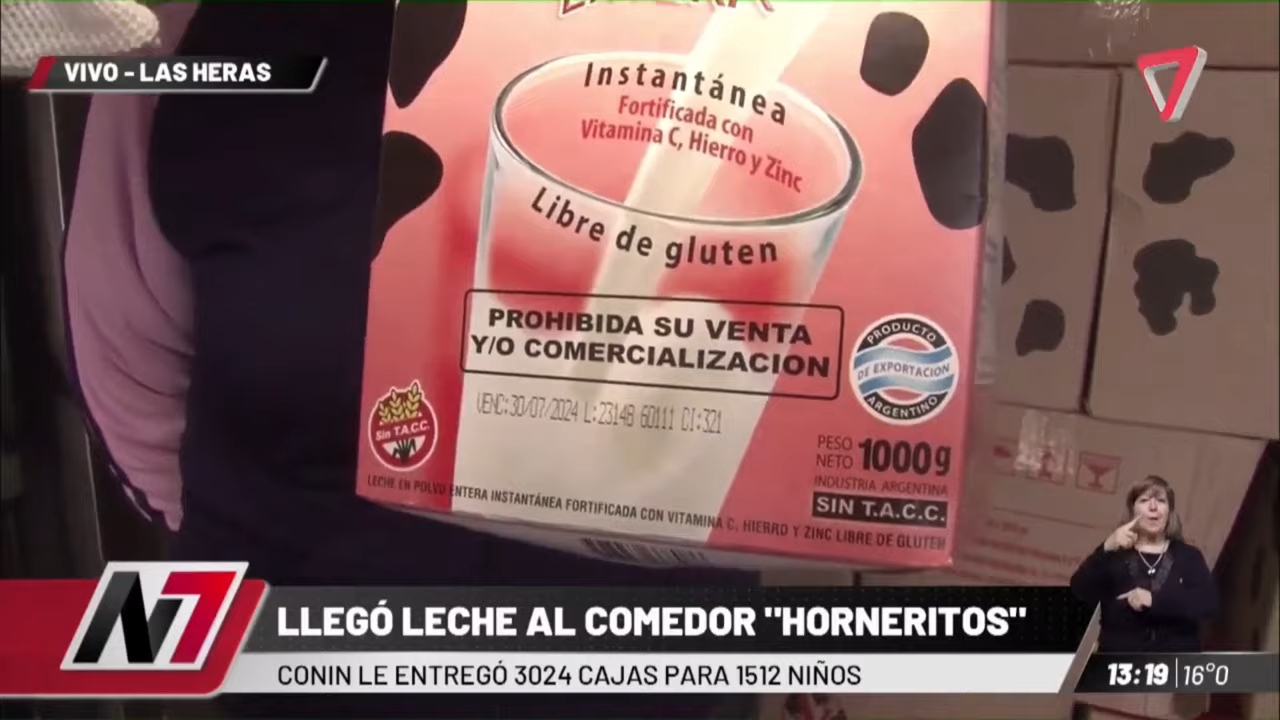 VIVO - LAS HERAS
Instantánea
Fortificada con
Vitamina C, Hierro y Zinc
Libre de gluten
PROHIBIDA SU VENTA
Y/O COMERCIALIZACION
VENC:30/07/2024 L:23148 60111 CI:321
PRODUCTO
DE EXPORTACION
ARGENTINO
Sin T.A.C.C.
PESO
NETO 1000g
INDUSTRIA ARGENTINA
SIN T.A.C.C.
LECHE EN POLVO ENTERA INSTANTÁNEA FORTIFICADA CON VITAMINA C, HIERRO Y ZINC LIBRE DE GLUTEN
N7
LLEGÓ LECHE AL COMEDOR "HORNERITOS"
CONIN LE ENTREGÓ 3024 CAJAS PARA 1512 NIÑOS
13:19 16°0